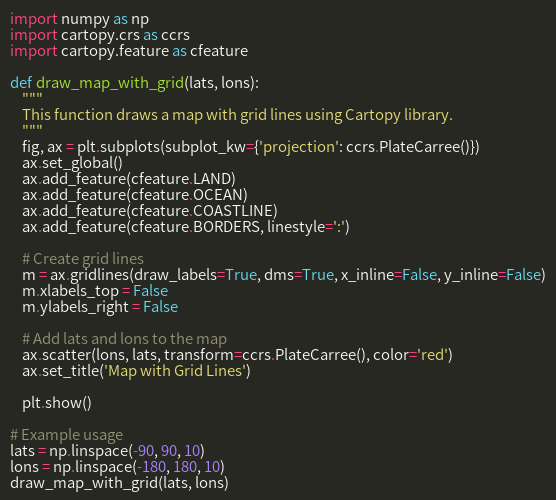 import numpy as np
import cartopy.crs as ccrs
import cartopy.feature as cfeature

def draw_map_with_grid(lats, lons):
    """
    This function draws a map with grid lines using Cartopy library.
    """
    fig, ax = plt.subplots(subplot_kw={'projection': ccrs.PlateCarree()})
    ax.set_global()
    ax.add_feature(cfeature.LAND)
    ax.add_feature(cfeature.OCEAN)
    ax.add_feature(cfeature.COASTLINE)
    ax.add_feature(cfeature.BORDERS, linestyle=':')

    # Create grid lines
    m = ax.gridlines(draw_labels=True, dms=True, x_inline=False, y_inline=False)
    m.xlabels_top = False
    m.ylabels_right = False

    # Add lats and lons to the map
    ax.scatter(lons, lats, transform=ccrs.PlateCarree(), color='red')
    ax.set_title('Map with Grid Lines')

    plt.show()

# Example usage
lats = np.linspace(-90, 90, 10)
lons = np.linspace(-180, 180, 10)
draw_map_with_grid(lats, lons)